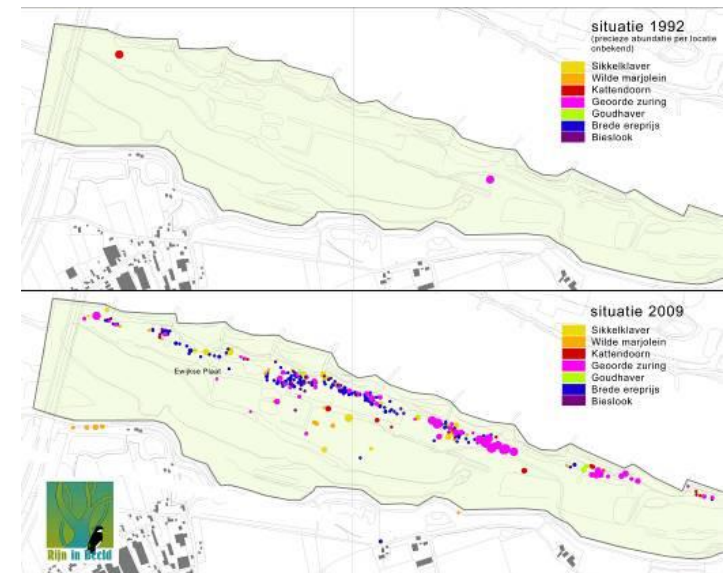 situatie 1992
(precieze abundatie per locatie
onbekend)
Sikkelklaver
Wilde marjolein
Kattendoorn
Geoorde zuring
Goudhaver
Brede ereprijs
Bieslook
situatie 2009
Sikkelklaver
Wilde marjolein
Kattendoorn
Geoorde zuring
Goudhaver
Brede ereprijs
Bieslook
Ewijkse Plaat
Rijn in Beeld